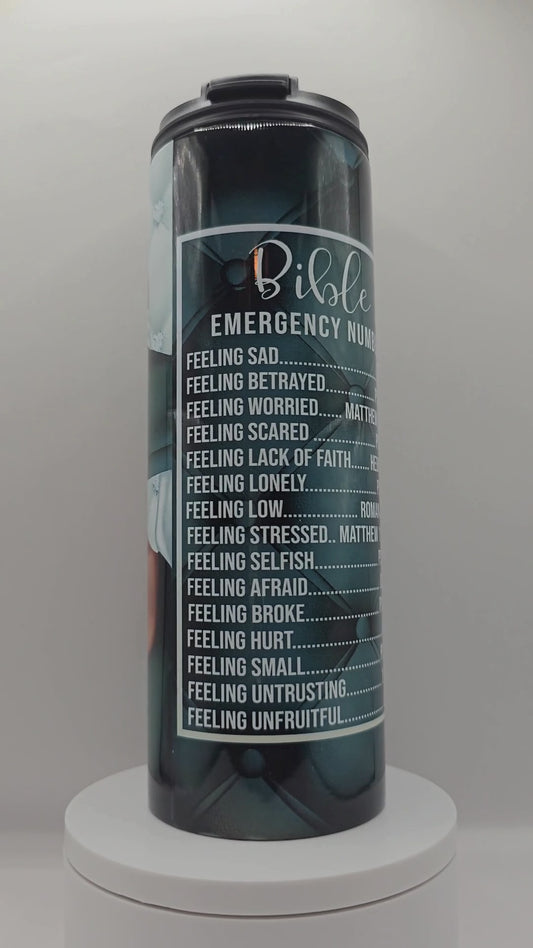 Bible
EMERGENCY NUMB
FEELING SAD
FEELING BETRAYED
FEELING WORRIED...... MATTHEW
FEELING SCARED
FEELING LACK OF FAITH
FEELING LONELY
FEELING LOW
FEELING STRESSED.. MATTHEW
FEELING SELFISH
FEELING AFRAID
FEELING BROKE
FEELING HURT
FEELING SMALL
FEELING UNTRUSTING
FEELING UNFRUITFUL